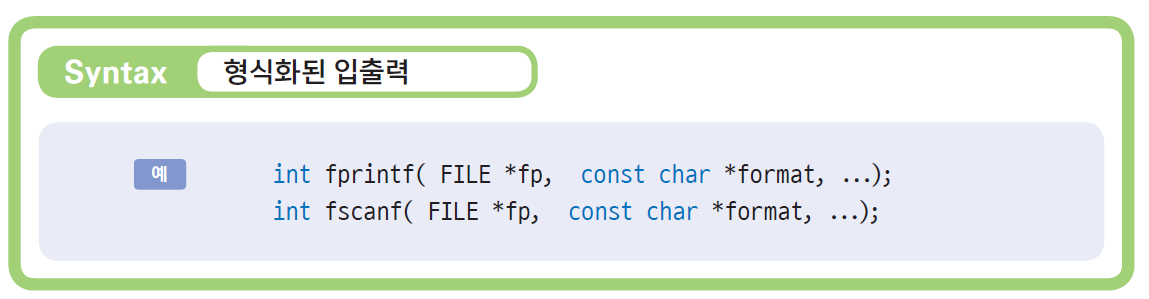 Syntax 형식화된 입출력
예 int fprintf( FILE *fp, const char *format, ...);
int fscanf( FILE *fp, const char *format, ...);